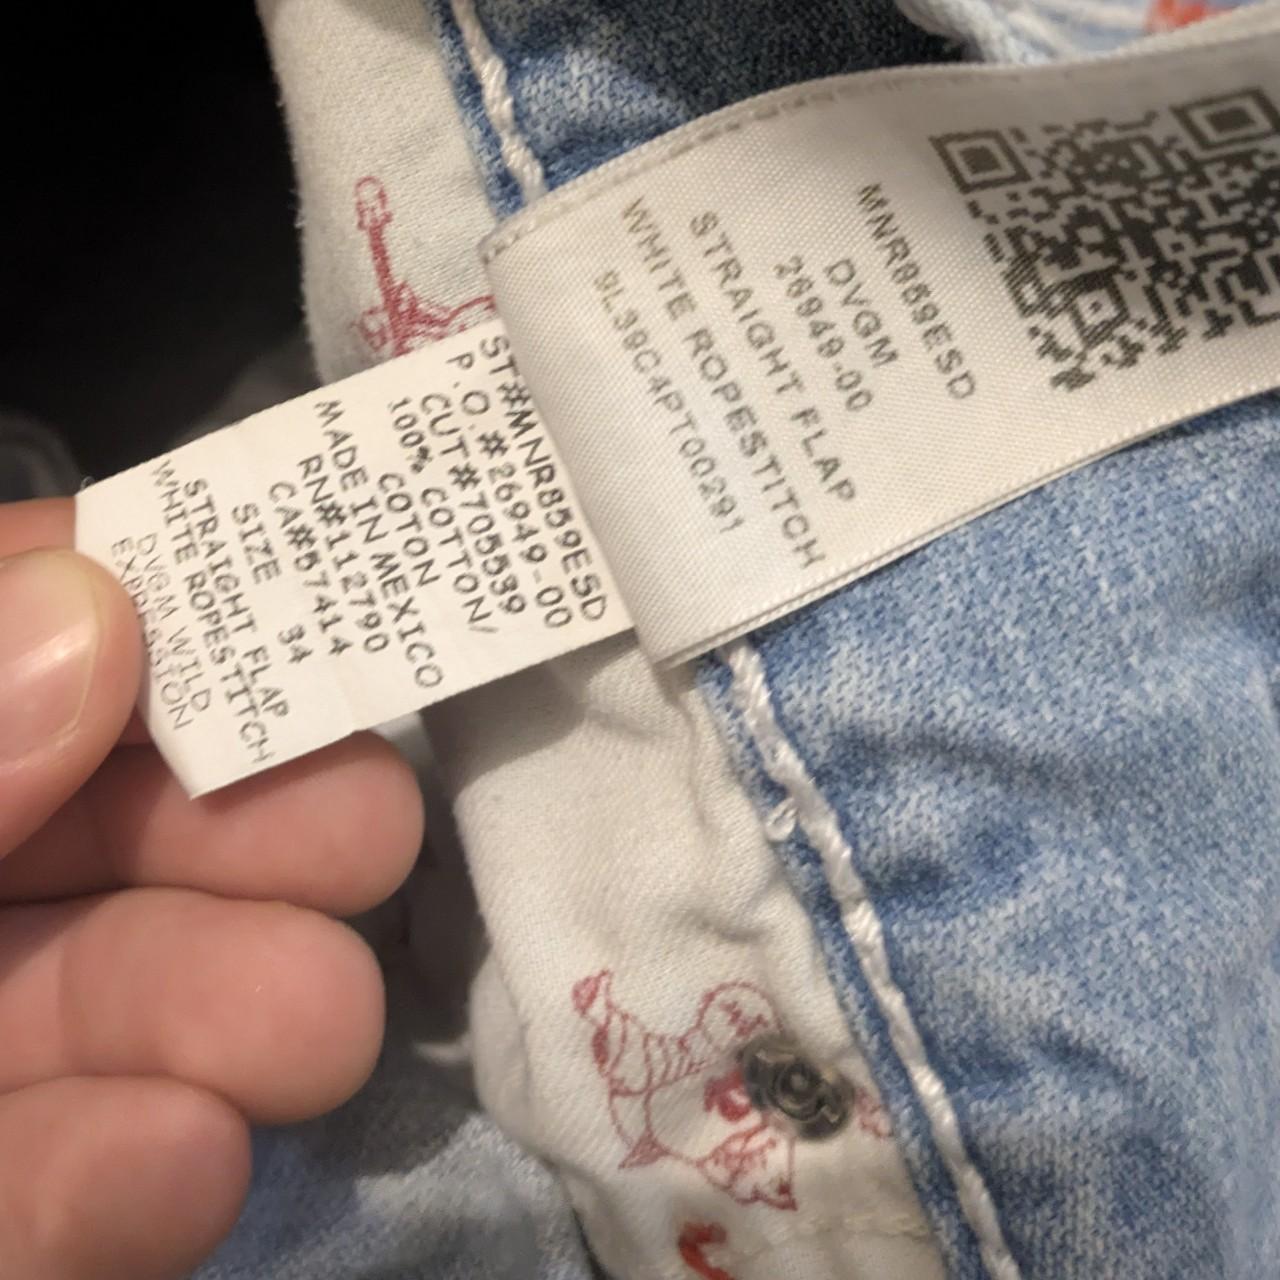 ST#MNR859ESD
P.O.#26949-00
CUT#705539
100% COTTON/
COTON
MADE IN MEXICO
RN#112790
CA#57414
SIZE 34
STRAIGHT FLAP
WHITE ROPESTITCH
DVGM WILD
EXPRESSION
MNR859ESD
DVGM
26949-00
STRAIGHT FLAP
WHITE ROPESTITCH
9L39C4PT00291